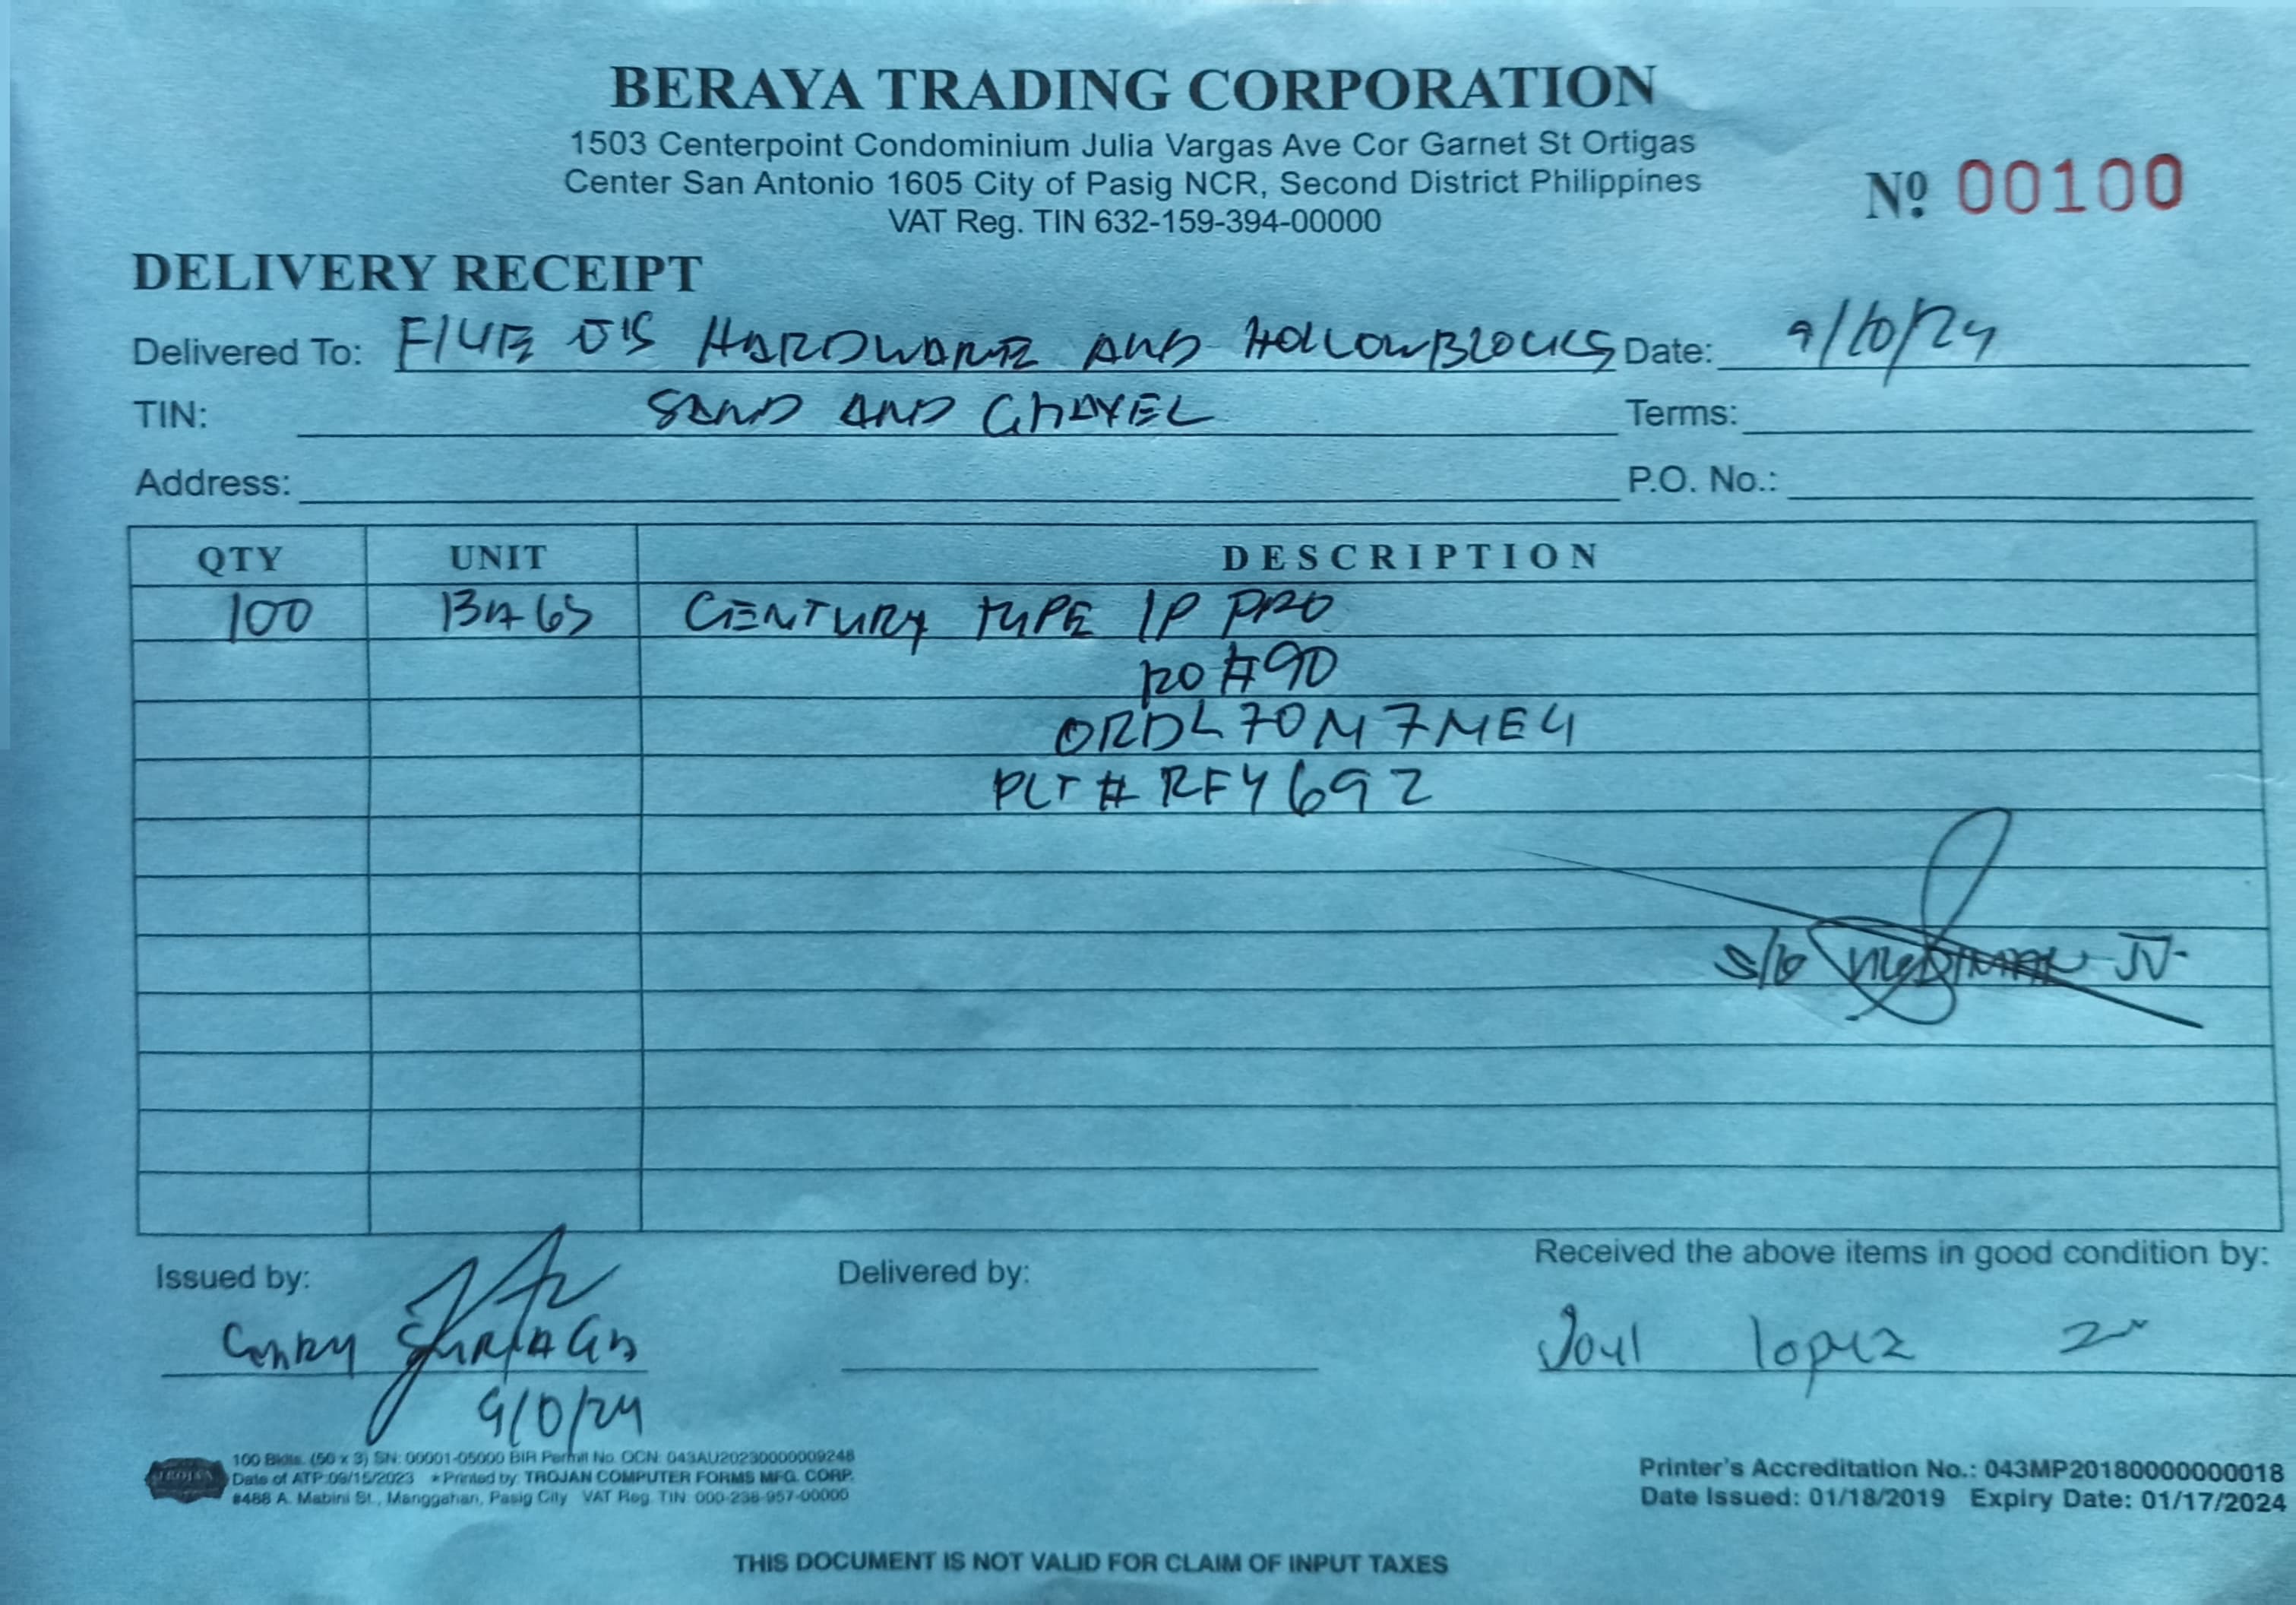 BERAYA TRADING CORPORATION
1503 Centerpoint Condominium Julia Vargas Ave Cor Garnet St Ortigas
Center San Antonio 1605 City of Pasig NCR, Second District Philippines
VAT Reg. TIN 632-159-394-00000
Nº 00100
DELIVERY RECEIPT
Delivered To: FIVE J'S HARDWARE AND HOLLOWBLOCKS Date: 9/10/24
TIN: SAND AND GRAVEL Terms:
Address: P.O. No.:
QTY UNIT DESCRIPTION
100 BAGS CENTURY TYPE 1P PRO
PO #90
ORDL70M7ME4
PLT # RFY692
S/O JV
Issued by: Delivered by: Received the above items in good condition by:
Joul lopez
9/10/24
100 Bklts. (50 x 3) SN: 00001-05000 BIR Permit No. OCN: 043AU20230000009248
Date of ATP:09/15/2023 * Printed by: TROJAN COMPUTER FORMS MFG. CORP.
#488 A. Mabini St., Manggahan, Pasig City VAT Reg. TIN: 000-238-957-00000
TROJAN
Printer's Accreditation No.: 043MP20180000000018
Date Issued: 01/18/2019 Expiry Date: 01/17/2024
THIS DOCUMENT IS NOT VALID FOR CLAIM OF INPUT TAXES